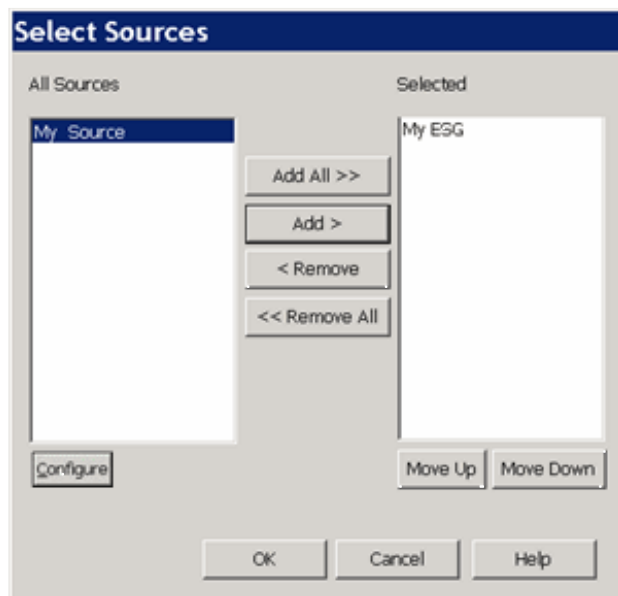 Select Sources
All Sources
Selected
My Source
My ESG
Add All >>
Add >
< Remove
<< Remove All
Configure
Move Up
Move Down
OK
Cancel
Help